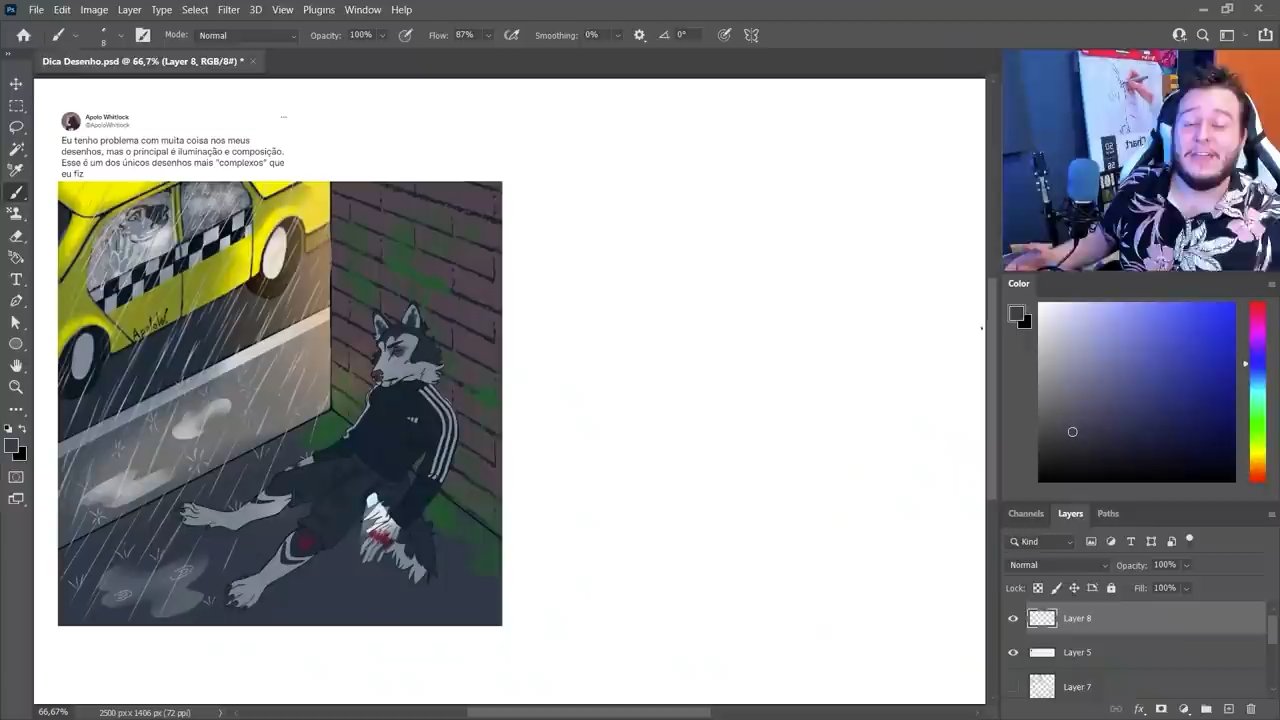 Ps File Edit Image Layer Type Select Filter 3D View Plugins Window Help
8 Mode: Normal Opacity: 100% Flow: 87% Smoothing: 0% 0°
Dica Desenho.psd @ 66,7% (Layer 8, RGB/8#) *
Apolo Whitlock
@ApoloWhitlock
Eu tenho problema com muita coisa nos meus
desenhos, mas o principal é iluminação e composição.
Esse é um dos únicos desenhos mais "complexos" que
eu fiz
ApoloW
Color
Channels Layers Paths
Kind
Normal Opacity: 100%
Lock: Fill: 100%
Layer 8
Layer 5
Layer 7
66,67% 2500 px x 1406 px (72 ppi)